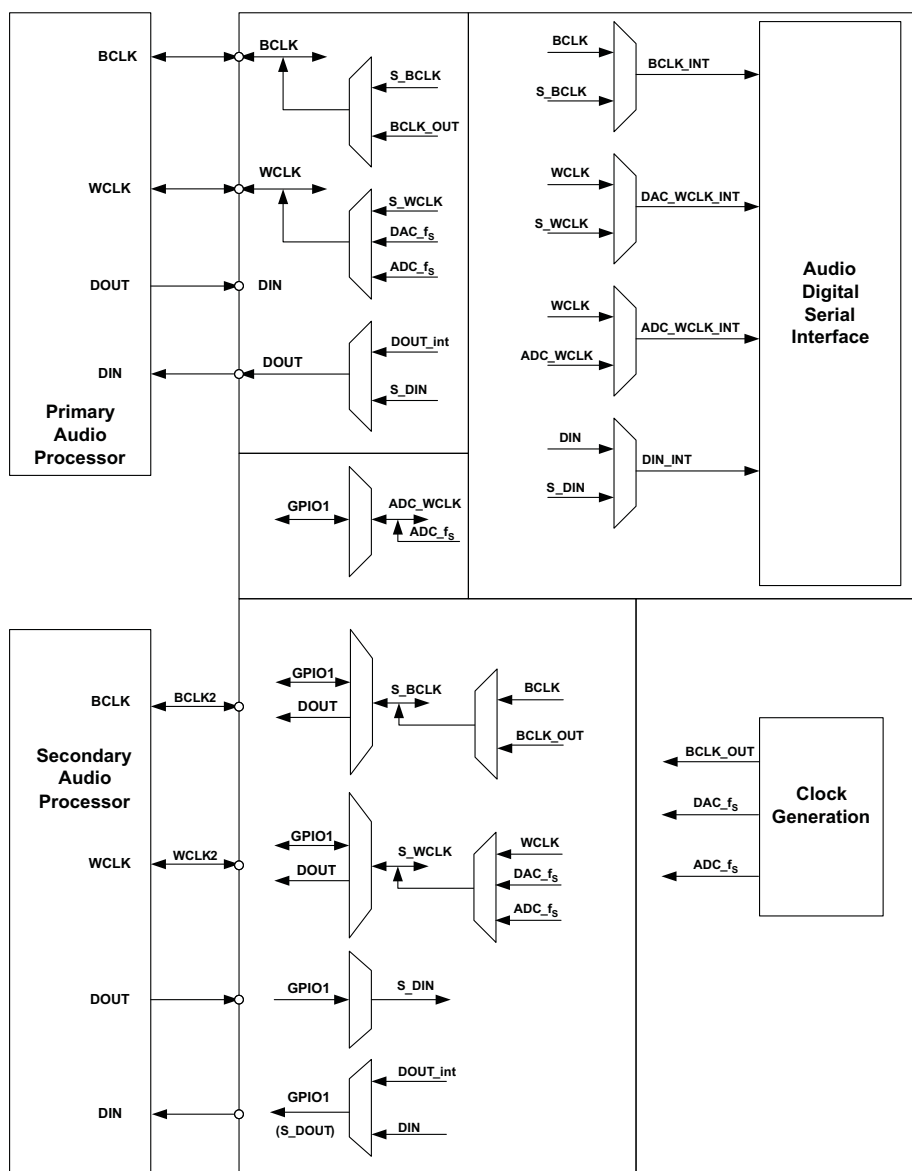 BCLK
BCLK
S_BCLK
BCLK_OUT
WCLK
WCLK
S_WCLK
DAC_fS
ADC_fS
DOUT
DIN
DIN
DOUT
DOUT_int
S_DIN
Primary
Audio
Processor
BCLK
S_BCLK
BCLK_INT
WCLK
S_WCLK
DAC_WCLK_INT
WCLK
ADC_WCLK
ADC_WCLK_INT
DIN
S_DIN
DIN_INT
Audio
Digital
Serial
Interface
GPIO1
ADC_WCLK
ADC_fS
BCLK
BCLK2
GPIO1
DOUT
S_BCLK
BCLK
BCLK_OUT
Secondary
Audio
Processor
WCLK
WCLK2
GPIO1
DOUT
S_WCLK
WCLK
DAC_fS
ADC_fS
DOUT
GPIO1
S_DIN
DIN
GPIO1
(S_DOUT)
DOUT_int
DIN
BCLK_OUT
DAC_fS
ADC_fS
Clock
Generation